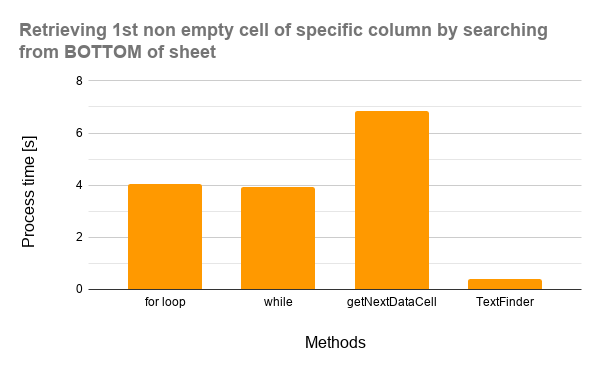 Retrieving 1st non empty cell of specific column by searching
from BOTTOM of sheet
8
6
4
2
0
Process time [s]
for loop while getNextDataCell TextFinder
Methods